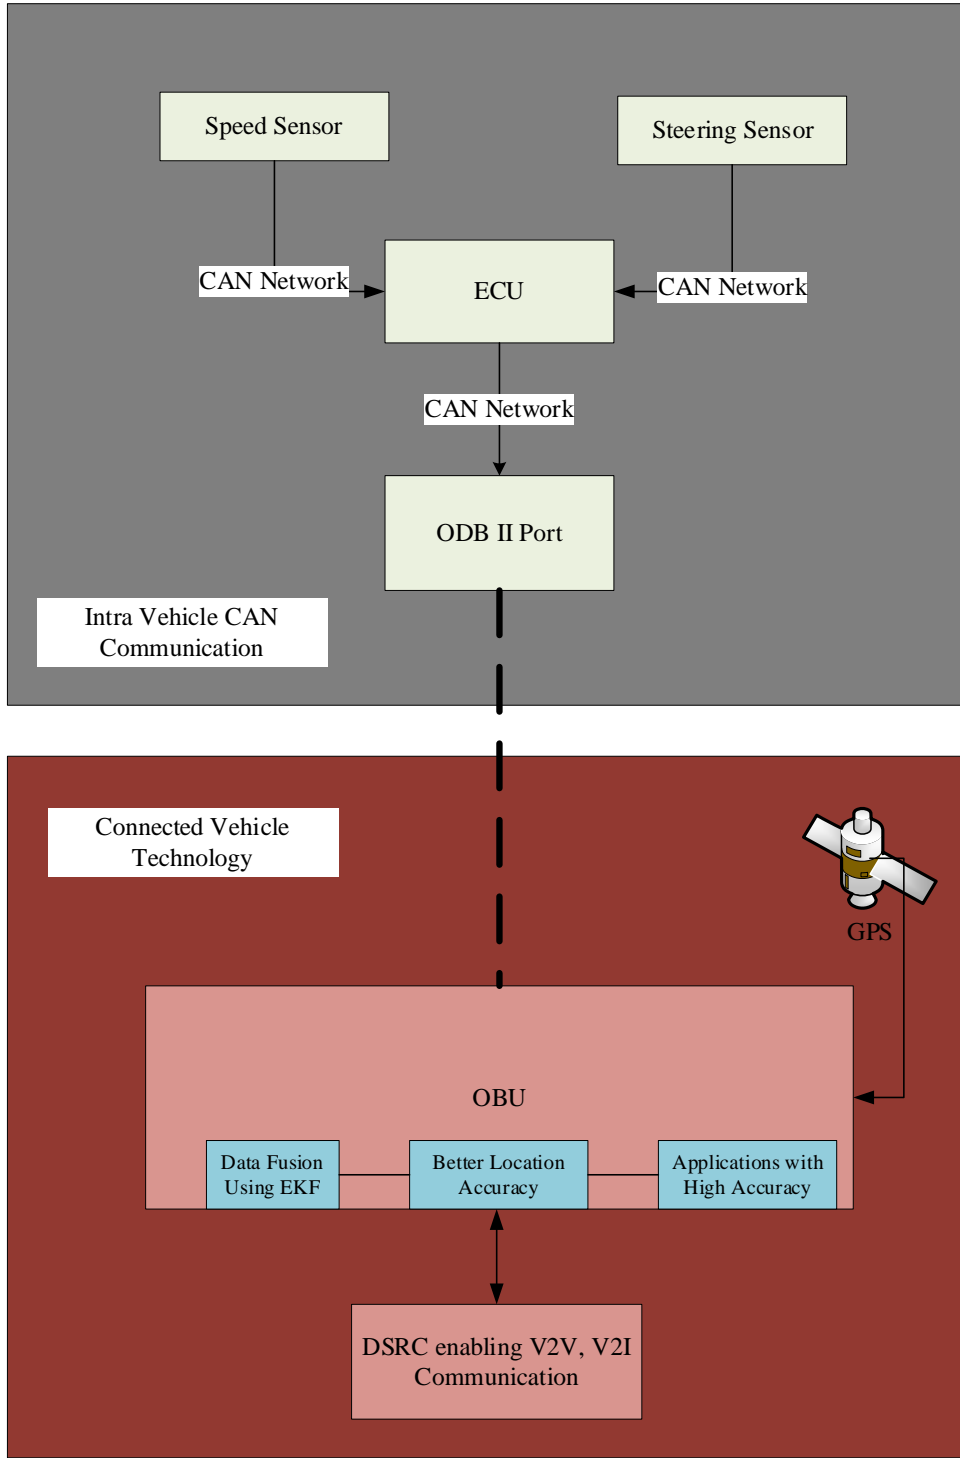 Speed Sensor
Steering Sensor
CAN Network
ECU
CAN Network
CAN Network
ODB II Port
Intra Vehicle CAN
Communication
Connected Vehicle
Technology
GPS
OBU
Data Fusion
Using EKF
Better Location
Accuracy
Applications with
High Accuracy
DSRC enabling V2V, V2I
Communication